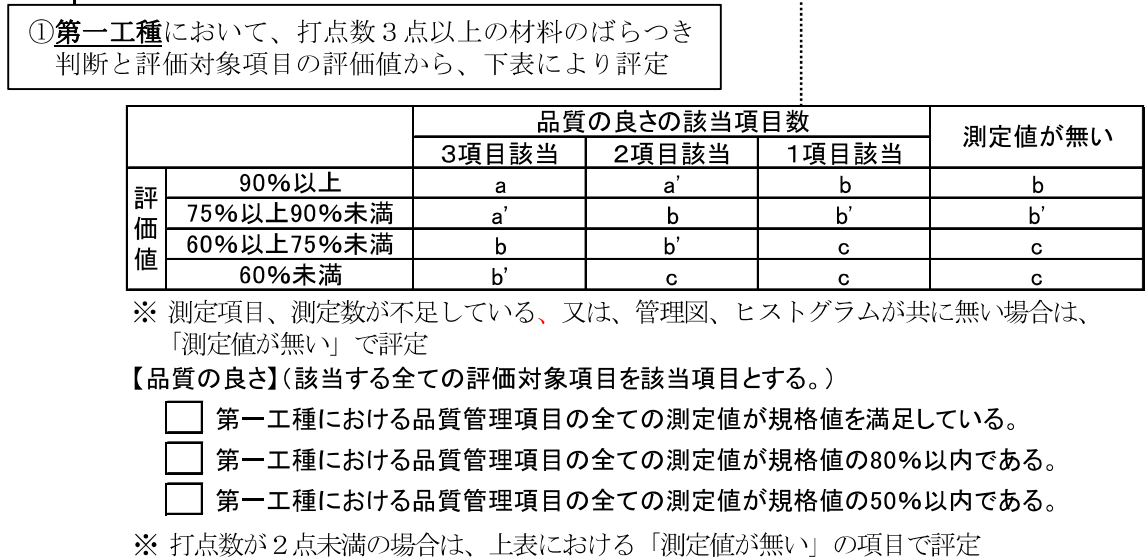 ①第一工種において、打点数３点以上の材料のばらつき
判断と評価対象項目の評価値から、下表により評定
品質の良さの該当項目数
測定値が無い
3項目該当 2項目該当 1項目該当
評価値
90%以上 a a’ b b
75%以上90%未満 a’ b b’ b’
60%以上75%未満 b b’ c c
60%未満 b’ c c c
※ 測定項目、測定数が不足している、又は、管理図、ヒストグラムが共に無い場合は、
「測定値が無い」で評定
【品質の良さ】（該当する全ての評価対象項目を該当項目とする。）
第一工種における品質管理項目の全ての測定値が規格値を満足している。
第一工種における品質管理項目の全ての測定値が規格値の80%以内である。
第一工種における品質管理項目の全ての測定値が規格値の50%以内である。
※ 打点数が２点未満の場合は、上表における「測定値が無い」の項目で評定